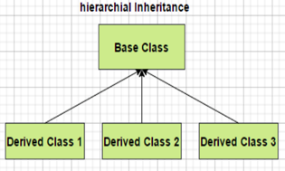 hierarchial Inheritance
Base Class
Derived Class 1
Derived Class 2
Derived Class 3